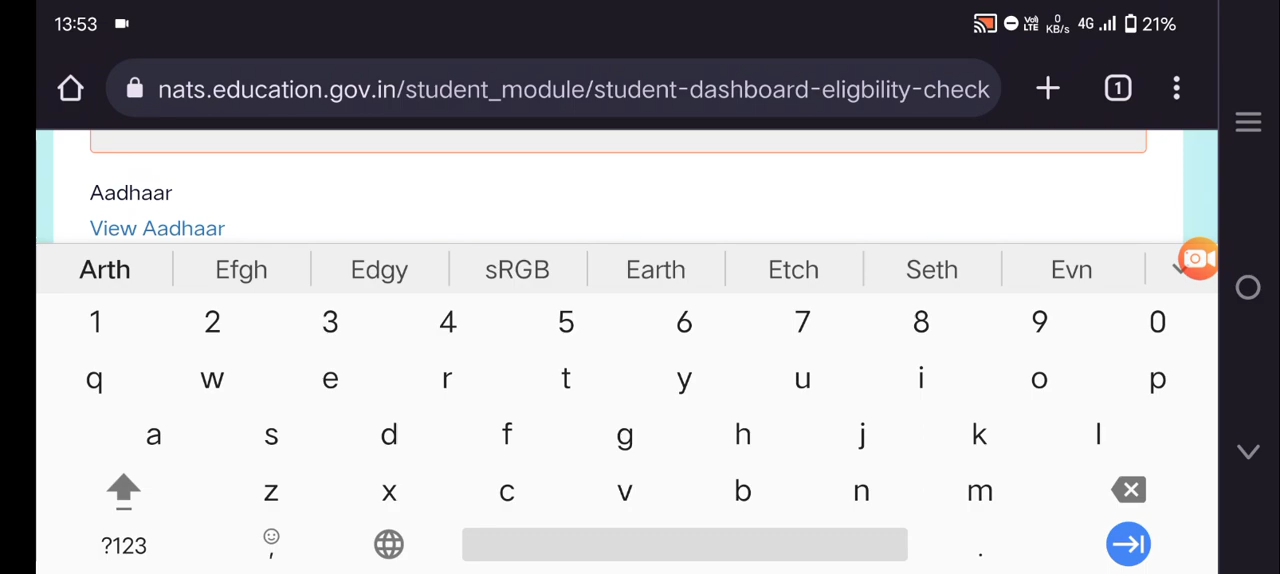 13:53 Vo) LTE 0 KB/s 4G 21%
nats.education.gov.in/student_module/student-dashboard-eligbility-check 1
Aadhaar
View Aadhaar
Arth Efgh Edgy sRGB Earth Etch Seth Evn
1 2 3 4 5 6 7 8 9 0
q w e r t y u i o p
a s d f g h j k l
z x c v b n m
?123 , .